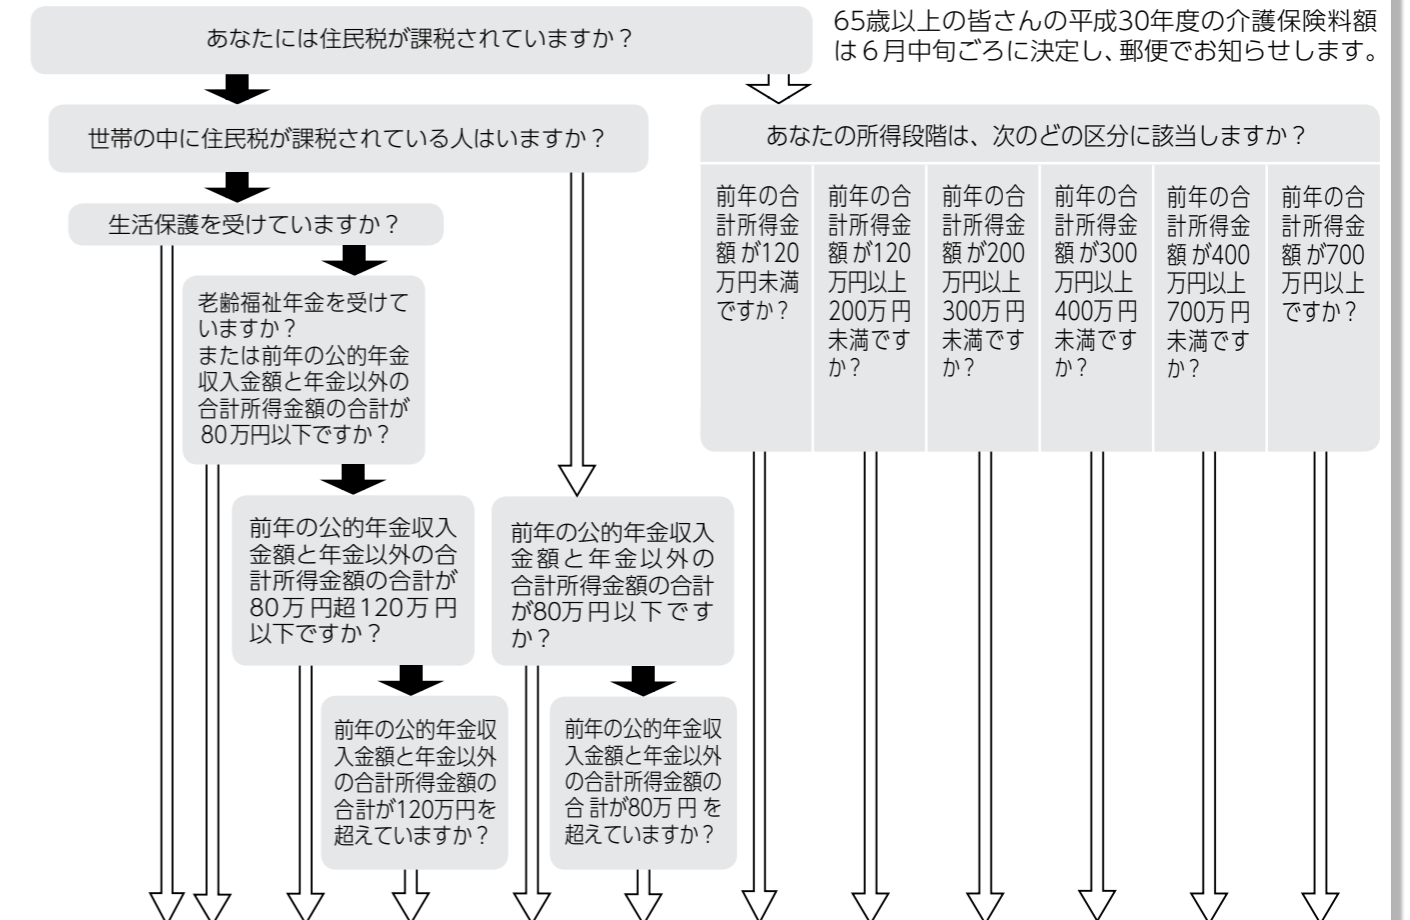 あなたには住民税が課税されていますか？
65歳以上の皆さんの平成30年度の介護保険料額
は６月中旬ごろに決定し、郵便でお知らせします。
世帯の中に住民税が課税されている人はいますか？
生活保護を受けていますか？
老齢福祉年金を受けて
いますか？
または前年の公的年金
収入金額と年金以外の
合計所得金額の合計が
80万円以下ですか？
前年の公的年金収入
金額と年金以外の合
計所得金額の合計が
80万円超120万円
以下ですか？
前年の公的年金収
入金額と年金以外
の合計所得金額の
合計が120万円を
超えていますか？
前年の公的年金収入
金額と年金以外の
合計所得金額の合計
が80万円以下です
か？
前年の公的年金収
入金額と年金以外
の合計所得金額の
合計が80万円を
超えていますか？
あなたの所得段階は、次のどの区分に該当しますか？
前年の合
計所得金
額が120
万円未満
ですか？
前年の合
計所得金
額が120
万円以上
200万円
未満です
か？
前年の合
計所得金
額が200
万円以上
300万円
未満です
か？
前年の合
計所得金
額が300
万円以上
400万円
未満です
か？
前年の合
計所得金
額が400
万円以上
700万円
未満です
か？
前年の合
計所得金
額が700
万円以上
ですか？